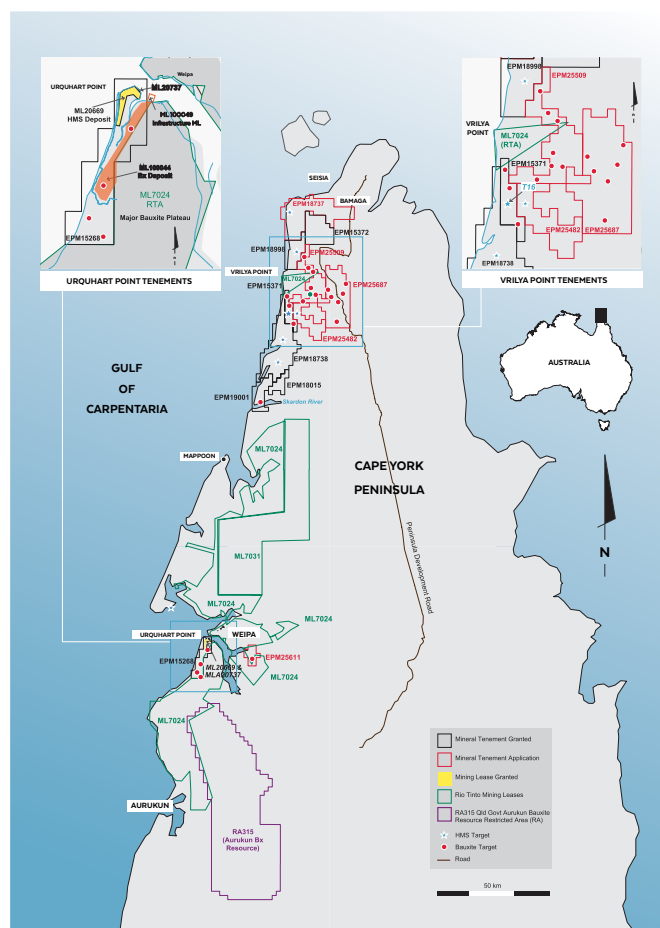 Weipa
URQUHART POINT
ML20737
ML20669
HMS Deposit
ML100049
Infrastructure ML
ML100044
Bx Deposit
ML7024
RTA
Major Bauxite Plateau
EPM15268
URQUHART POINT TENEMENTS
EPM18998
EPM25509
VRILYA
POINT
ML7024
(RTA)
EPM15371
T16
EPM25482
EPM25687
EPM18738
VRILYA POINT TENEMENTS
SEISIA
BAMAGA
EPM18737
EPM15372
EPM18998
EPM25509
VRILYA POINT
ML7024
EPM15371
EPM25687
EPM25482
EPM18738
EPM18015
EPM19001
Skardon River
AUSTRALIA
GULF
OF
CARPENTARIA
ML7024
MAPPOON
CAPE YORK
PENINSULA
N
Peninsula Development Road
ML7031
ML7024
ML7024
URQUHART POINT
WEIPA
EPM15268
EPM25611
ML20669 &
MLA20737
ML7024
ML7024
AURUKUN
RA315
(Aurukun Bx
Resource)
Mineral Tenement Granted
Mineral Tenement Application
Mining Lease Granted
Rio Tinto Mining Leases
RA315 Qld Govt Aurukun Bauxite
Resource Restricted Area (RA)
HMS Target
Bauxite Target
Road
50 km